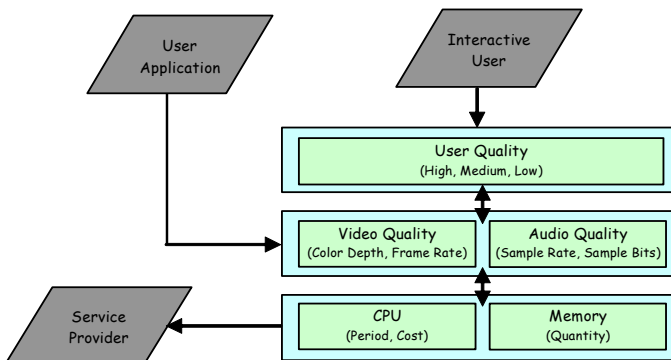 User
Application
Interactive
User
User Quality
(High, Medium, Low)
Video Quality
(Color Depth, Frame Rate)
Audio Quality
(Sample Rate, Sample Bits)
Service
Provider
CPU
(Period, Cost)
Memory
(Quantity)